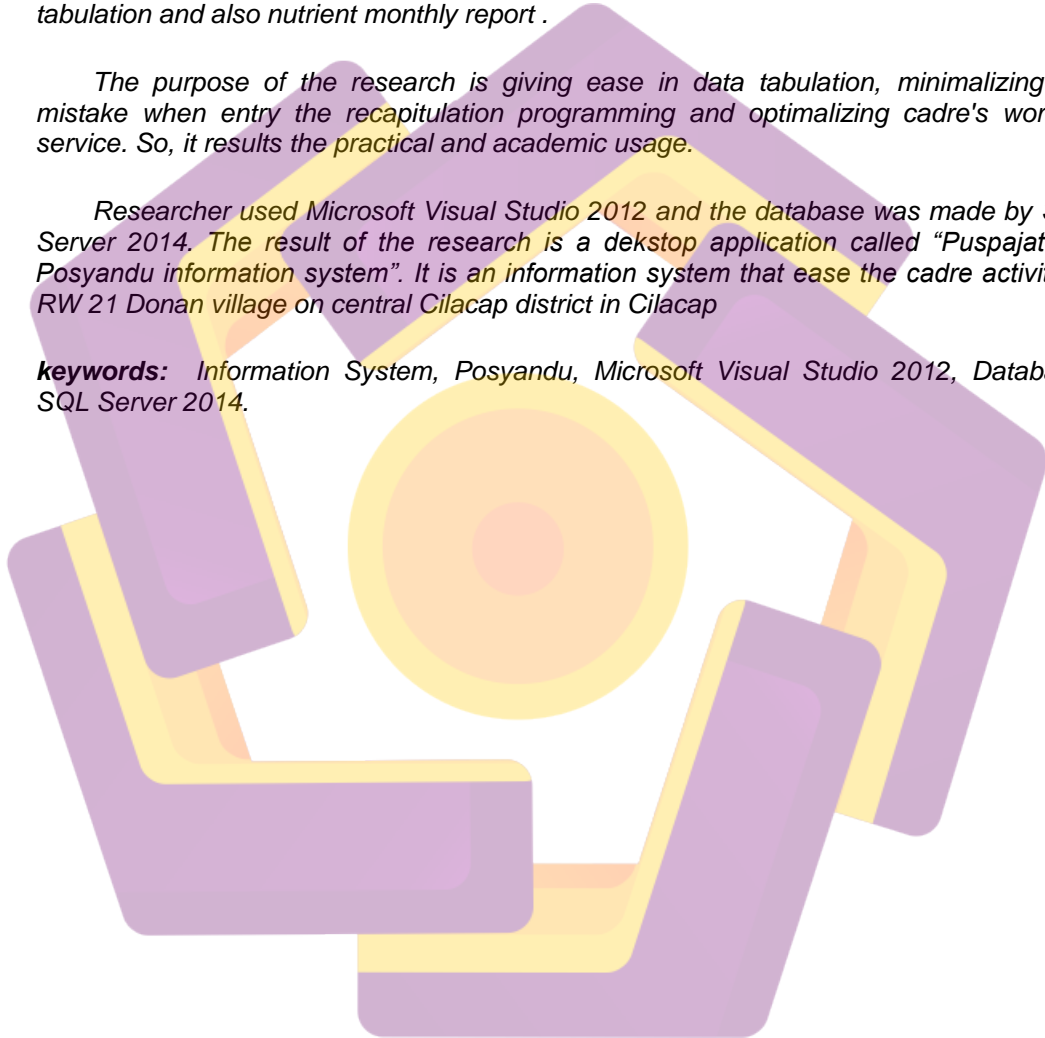 tabulation and also nutrient monthly report .
The purpose of the research is giving ease in data tabulation, minimalizing
mistake when entry the recapitulation programming and optimalizing cadre's
service. So, it results the practical and academic usage.
Researcher used Microsoft Visual Studio 2012 and the database was made by
Server 2014. The result of the research is a dekstop application called “
Posyandu information system”. It is an information system that ease the cadre
RW 21 Donan village on central Cilacap district in Cilacap
keywords: Information System, Posyandu, Microsoft Visual Studio 2012,
SQL Server 2014.